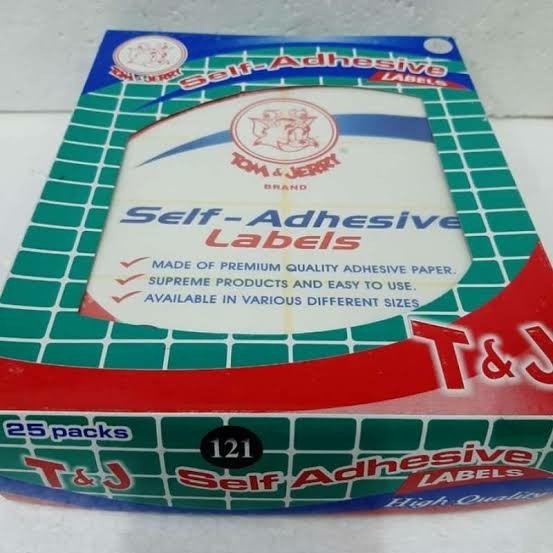 TOM & JERRY
Self-Adhesive
LABELS
TOM & JERRY
BRAND
Self-Adhesive
Labels
MADE OF PREMIUM QUALITY ADHESIVE PAPER.
SUPREME PRODUCTS AND EASY TO USE.
AVAILABLE IN VARIOUS DIFFERENT SIZES
T & J
25 packs
121
T & J
Self Adhesive
LABELS
High Quality